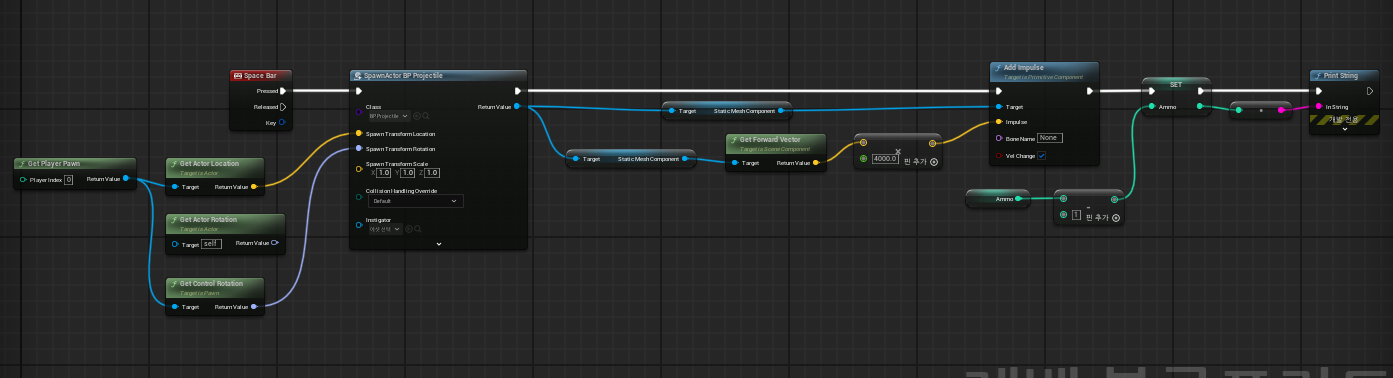 Space Bar
Pressed
Released
Key
SpawnActor BP Projectile
Class
BP Projectile
Return Value
Spawn Transform Location
Spawn Transform Rotation
Spawn Transform Scale
X 1.0 Y 1.0 Z 1.0
Collision Handling Override
Default
Instigator
에셋 선택
Get Player Pawn
Player Index 0
Return Value
Get Actor Location
Target is Actor
Target
Return Value
Get Actor Rotation
Target is Actor
Target self
Return Value
Get Control Rotation
Target is Pawn
Target
Return Value
Target Static Mesh Component
Target Static Mesh Component
Get Forward Vector
Target is Scene Component
Target
Return Value
×
4000.0
핀 추가
Add Impulse
Target is Primitive Component
Target
Impulse
Bone Name None
Vel Change
Ammo
-
1
핀 추가
SET
Ammo
Print String
In String
개발 전용